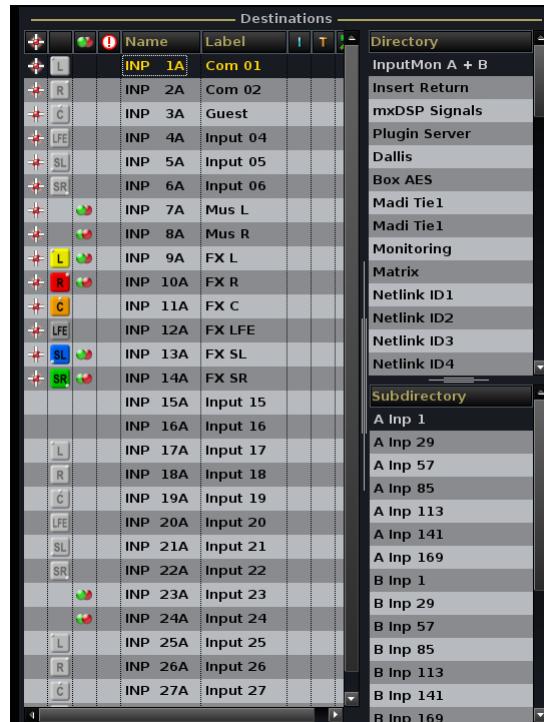 Destinations
Name Label I T
L INP 1A Com 01
R INP 2A Com 02
C INP 3A Guest
LFE INP 4A Input 04
SL INP 5A Input 05
SR INP 6A Input 06
INP 7A Mus L
INP 8A Mus R
L INP 9A FX L
R INP 10A FX R
C INP 11A FX C
LFE INP 12A FX LFE
SL INP 13A FX SL
SR INP 14A FX SR
INP 15A Input 15
INP 16A Input 16
L INP 17A Input 17
R INP 18A Input 18
C INP 19A Input 19
LFE INP 20A Input 20
SL INP 21A Input 21
SR INP 22A Input 22
INP 23A Input 23
INP 24A Input 24
L INP 25A Input 25
R INP 26A Input 26
C INP 27A Input 27
Directory
InputMon A + B
Insert Return
mxDSP Signals
Plugin Server
Dallis
Box AES
Madi Tie1
Madi Tie1
Monitoring
Matrix
Netlink ID1
Netlink ID2
Netlink ID3
Netlink ID4
Subdirectory
A Inp 1
A Inp 29
A Inp 57
A Inp 85
A Inp 113
A Inp 141
A Inp 169
B Inp 1
B Inp 29
B Inp 57
B Inp 85
B Inp 113
B Inp 141
B Inp 169